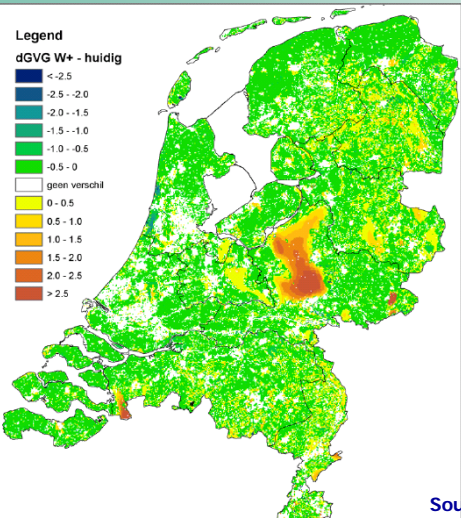 Legend
dGVG W+ - huidig
< -2.5
-2.5 - -2.0
-2.0 - -1.5
-1.5 - -1.0
-1.0 - -0.5
-0.5 - 0
geen verschil
0 - 0.5
0.5 - 1.0
1.0 - 1.5
1.5 - 2.0
2.0 - 2.5
> 2.5
Sou